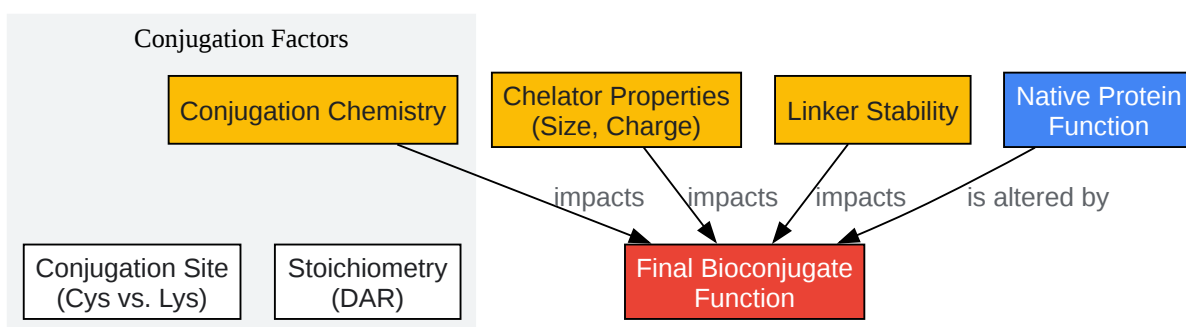 Conjugation Factors
Conjugation Chemistry
Chelator Properties
(Size, Charge)
Linker Stability
Native Protein
Function
impacts
impacts
impacts
is altered by
Conjugation Site
(Cys vs. Lys)
Stoichiometry
(DAR)
Final Bioconjugate
Function